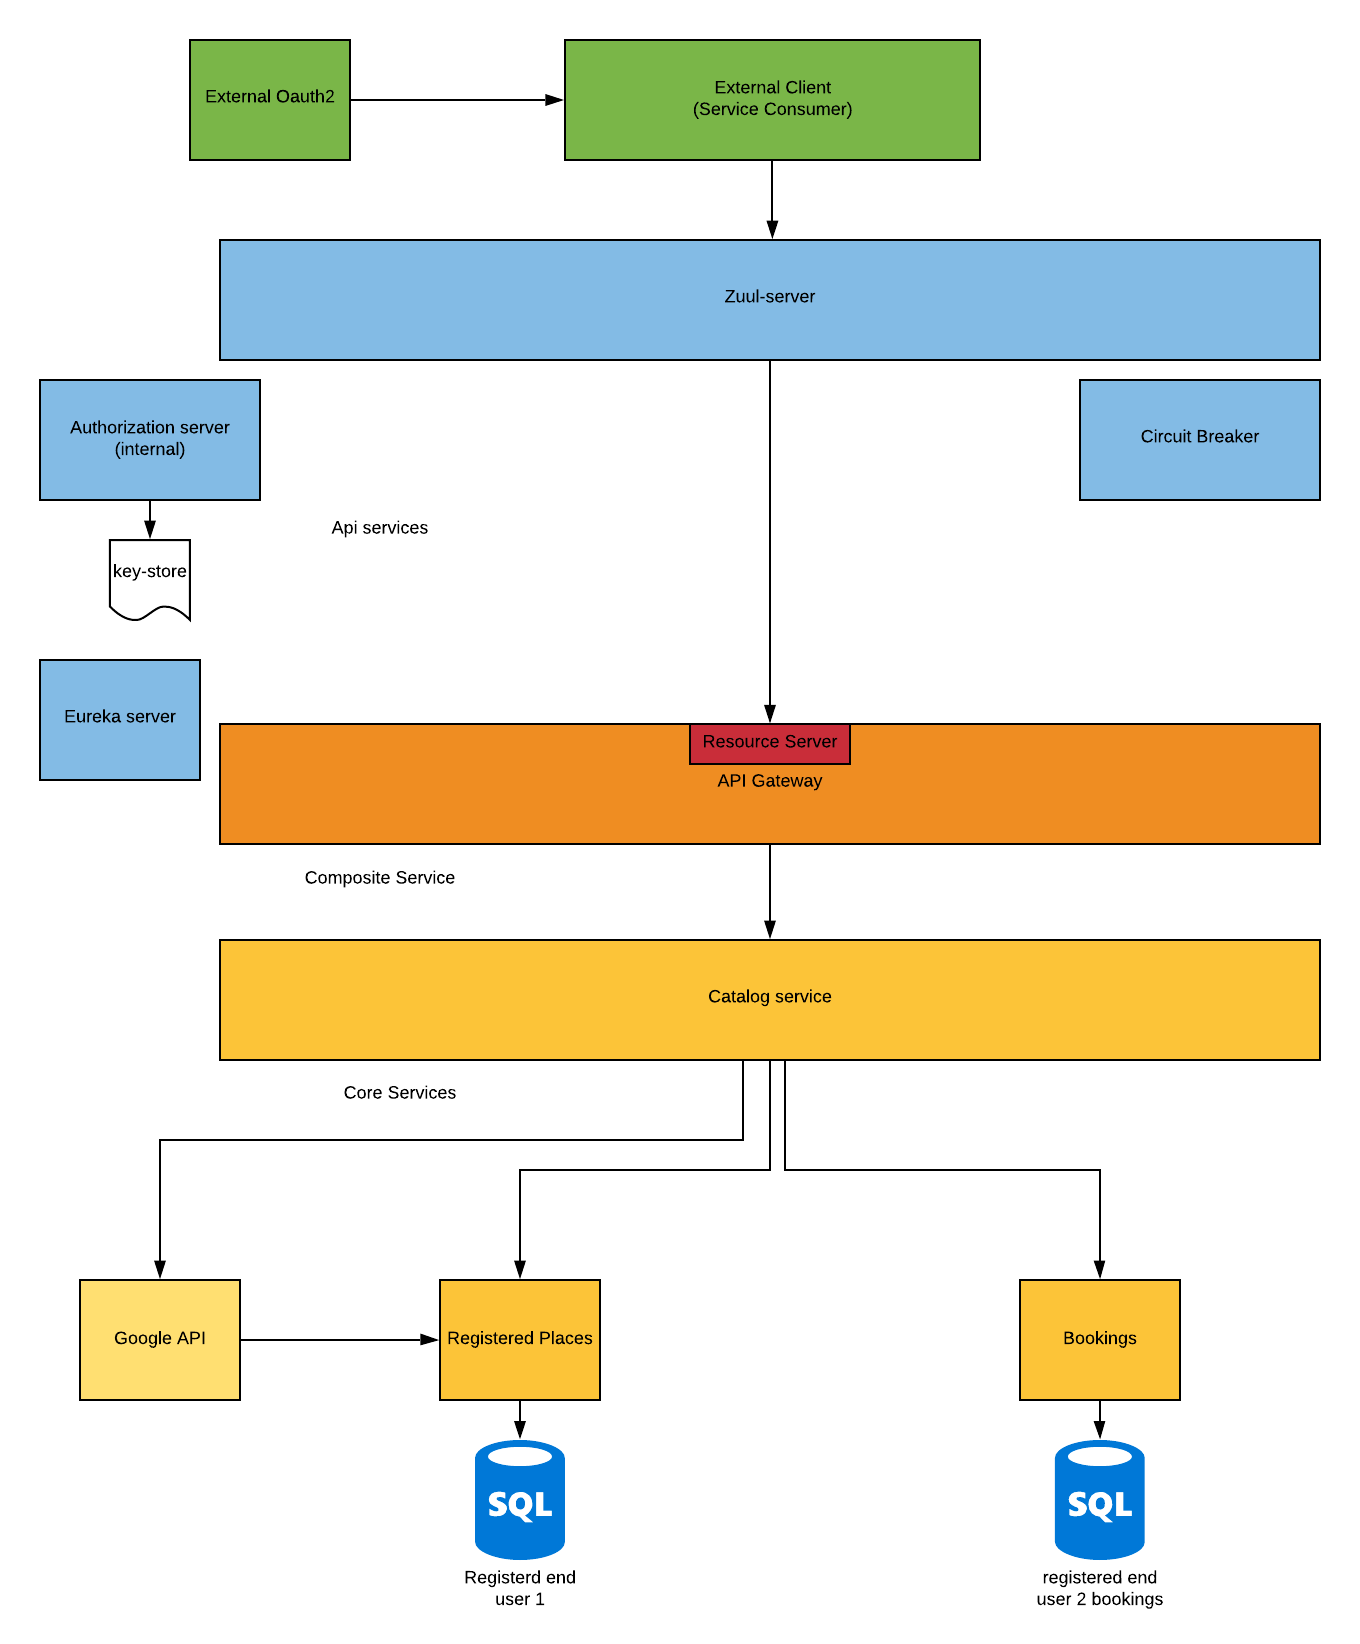 External Oauth2
External Client
(Service Consumer)
Zuul-server
Authorization server
(internal)
Circuit Breaker
Api services
key-store
Eureka server
Resource Server
API Gateway
Composite Service
Catalog service
Core Services
Google API
Registered Places
Bookings
SQL
SQL
Registerd end
user 1
registered end
user 2 bookings